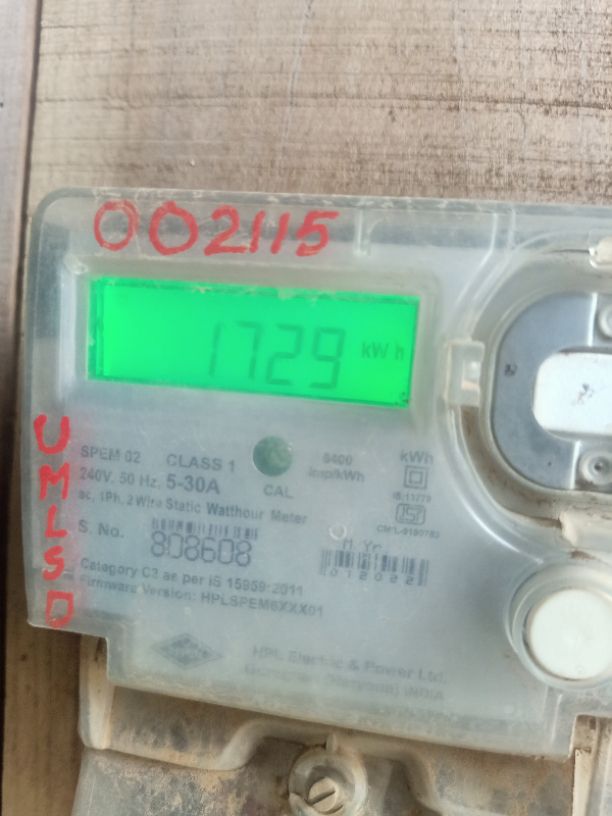 002115
1729 kWh
UMLSD
SPEM 02 CLASS 1
6400 imp/kWh
kWh
240V, 50 Hz, 5-30A
CAL
ac, 1Ph, 2 Wire Static Watthour Meter
IS:13779
S. No. 808608
M Yr
Category C3 as per IS 15959:2011
Firmware Version: HPLSPEM6XXX01
HPL Electric & Power Ltd.
INDIA